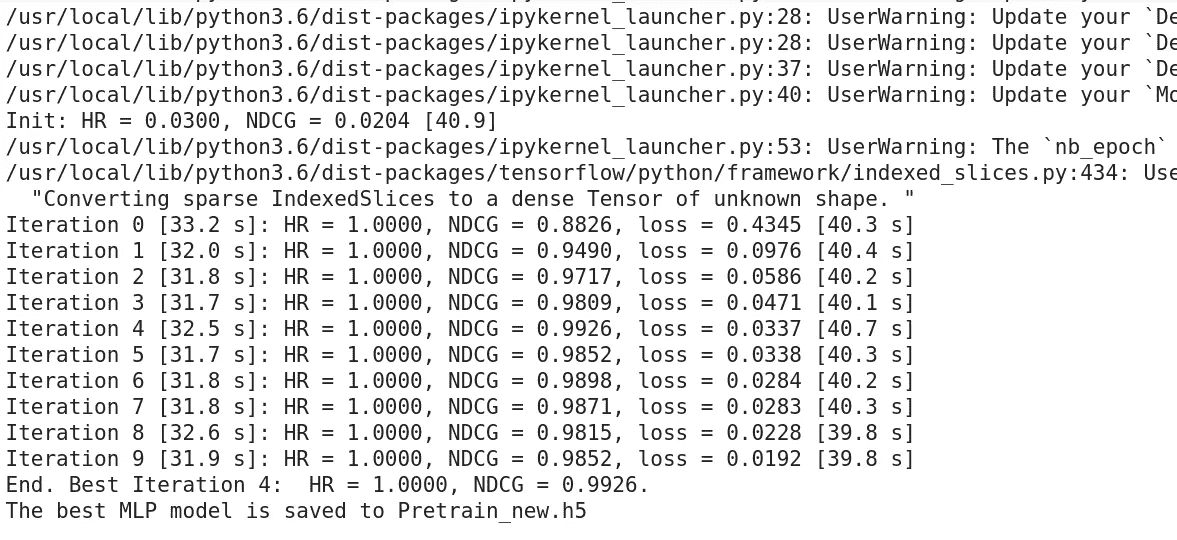 /usr/local/lib/python3.6/dist-packages/ipykernel_launcher.py:28: UserWarning: Update your `De
/usr/local/lib/python3.6/dist-packages/ipykernel_launcher.py:28: UserWarning: Update your `De
/usr/local/lib/python3.6/dist-packages/ipykernel_launcher.py:37: UserWarning: Update your `De
/usr/local/lib/python3.6/dist-packages/ipykernel_launcher.py:40: UserWarning: Update your `Mo
Init: HR = 0.0300, NDCG = 0.0204 [40.9]
/usr/local/lib/python3.6/dist-packages/ipykernel_launcher.py:53: UserWarning: The `nb_epoch`
/usr/local/lib/python3.6/dist-packages/tensorflow/python/framework/indexed_slices.py:434: Use
  "Converting sparse IndexedSlices to a dense Tensor of unknown shape. "
Iteration 0 [33.2 s]: HR = 1.0000, NDCG = 0.8826, loss = 0.4345 [40.3 s]
Iteration 1 [32.0 s]: HR = 1.0000, NDCG = 0.9490, loss = 0.0976 [40.4 s]
Iteration 2 [31.8 s]: HR = 1.0000, NDCG = 0.9717, loss = 0.0586 [40.2 s]
Iteration 3 [31.7 s]: HR = 1.0000, NDCG = 0.9809, loss = 0.0471 [40.1 s]
Iteration 4 [32.5 s]: HR = 1.0000, NDCG = 0.9926, loss = 0.0337 [40.7 s]
Iteration 5 [31.7 s]: HR = 1.0000, NDCG = 0.9852, loss = 0.0338 [40.3 s]
Iteration 6 [31.8 s]: HR = 1.0000, NDCG = 0.9898, loss = 0.0284 [40.2 s]
Iteration 7 [31.8 s]: HR = 1.0000, NDCG = 0.9871, loss = 0.0283 [40.3 s]
Iteration 8 [32.6 s]: HR = 1.0000, NDCG = 0.9815, loss = 0.0228 [39.8 s]
Iteration 9 [31.9 s]: HR = 1.0000, NDCG = 0.9852, loss = 0.0192 [39.8 s]
End. Best Iteration 4:  HR = 1.0000, NDCG = 0.9926.
The best MLP model is saved to Pretrain_new.h5